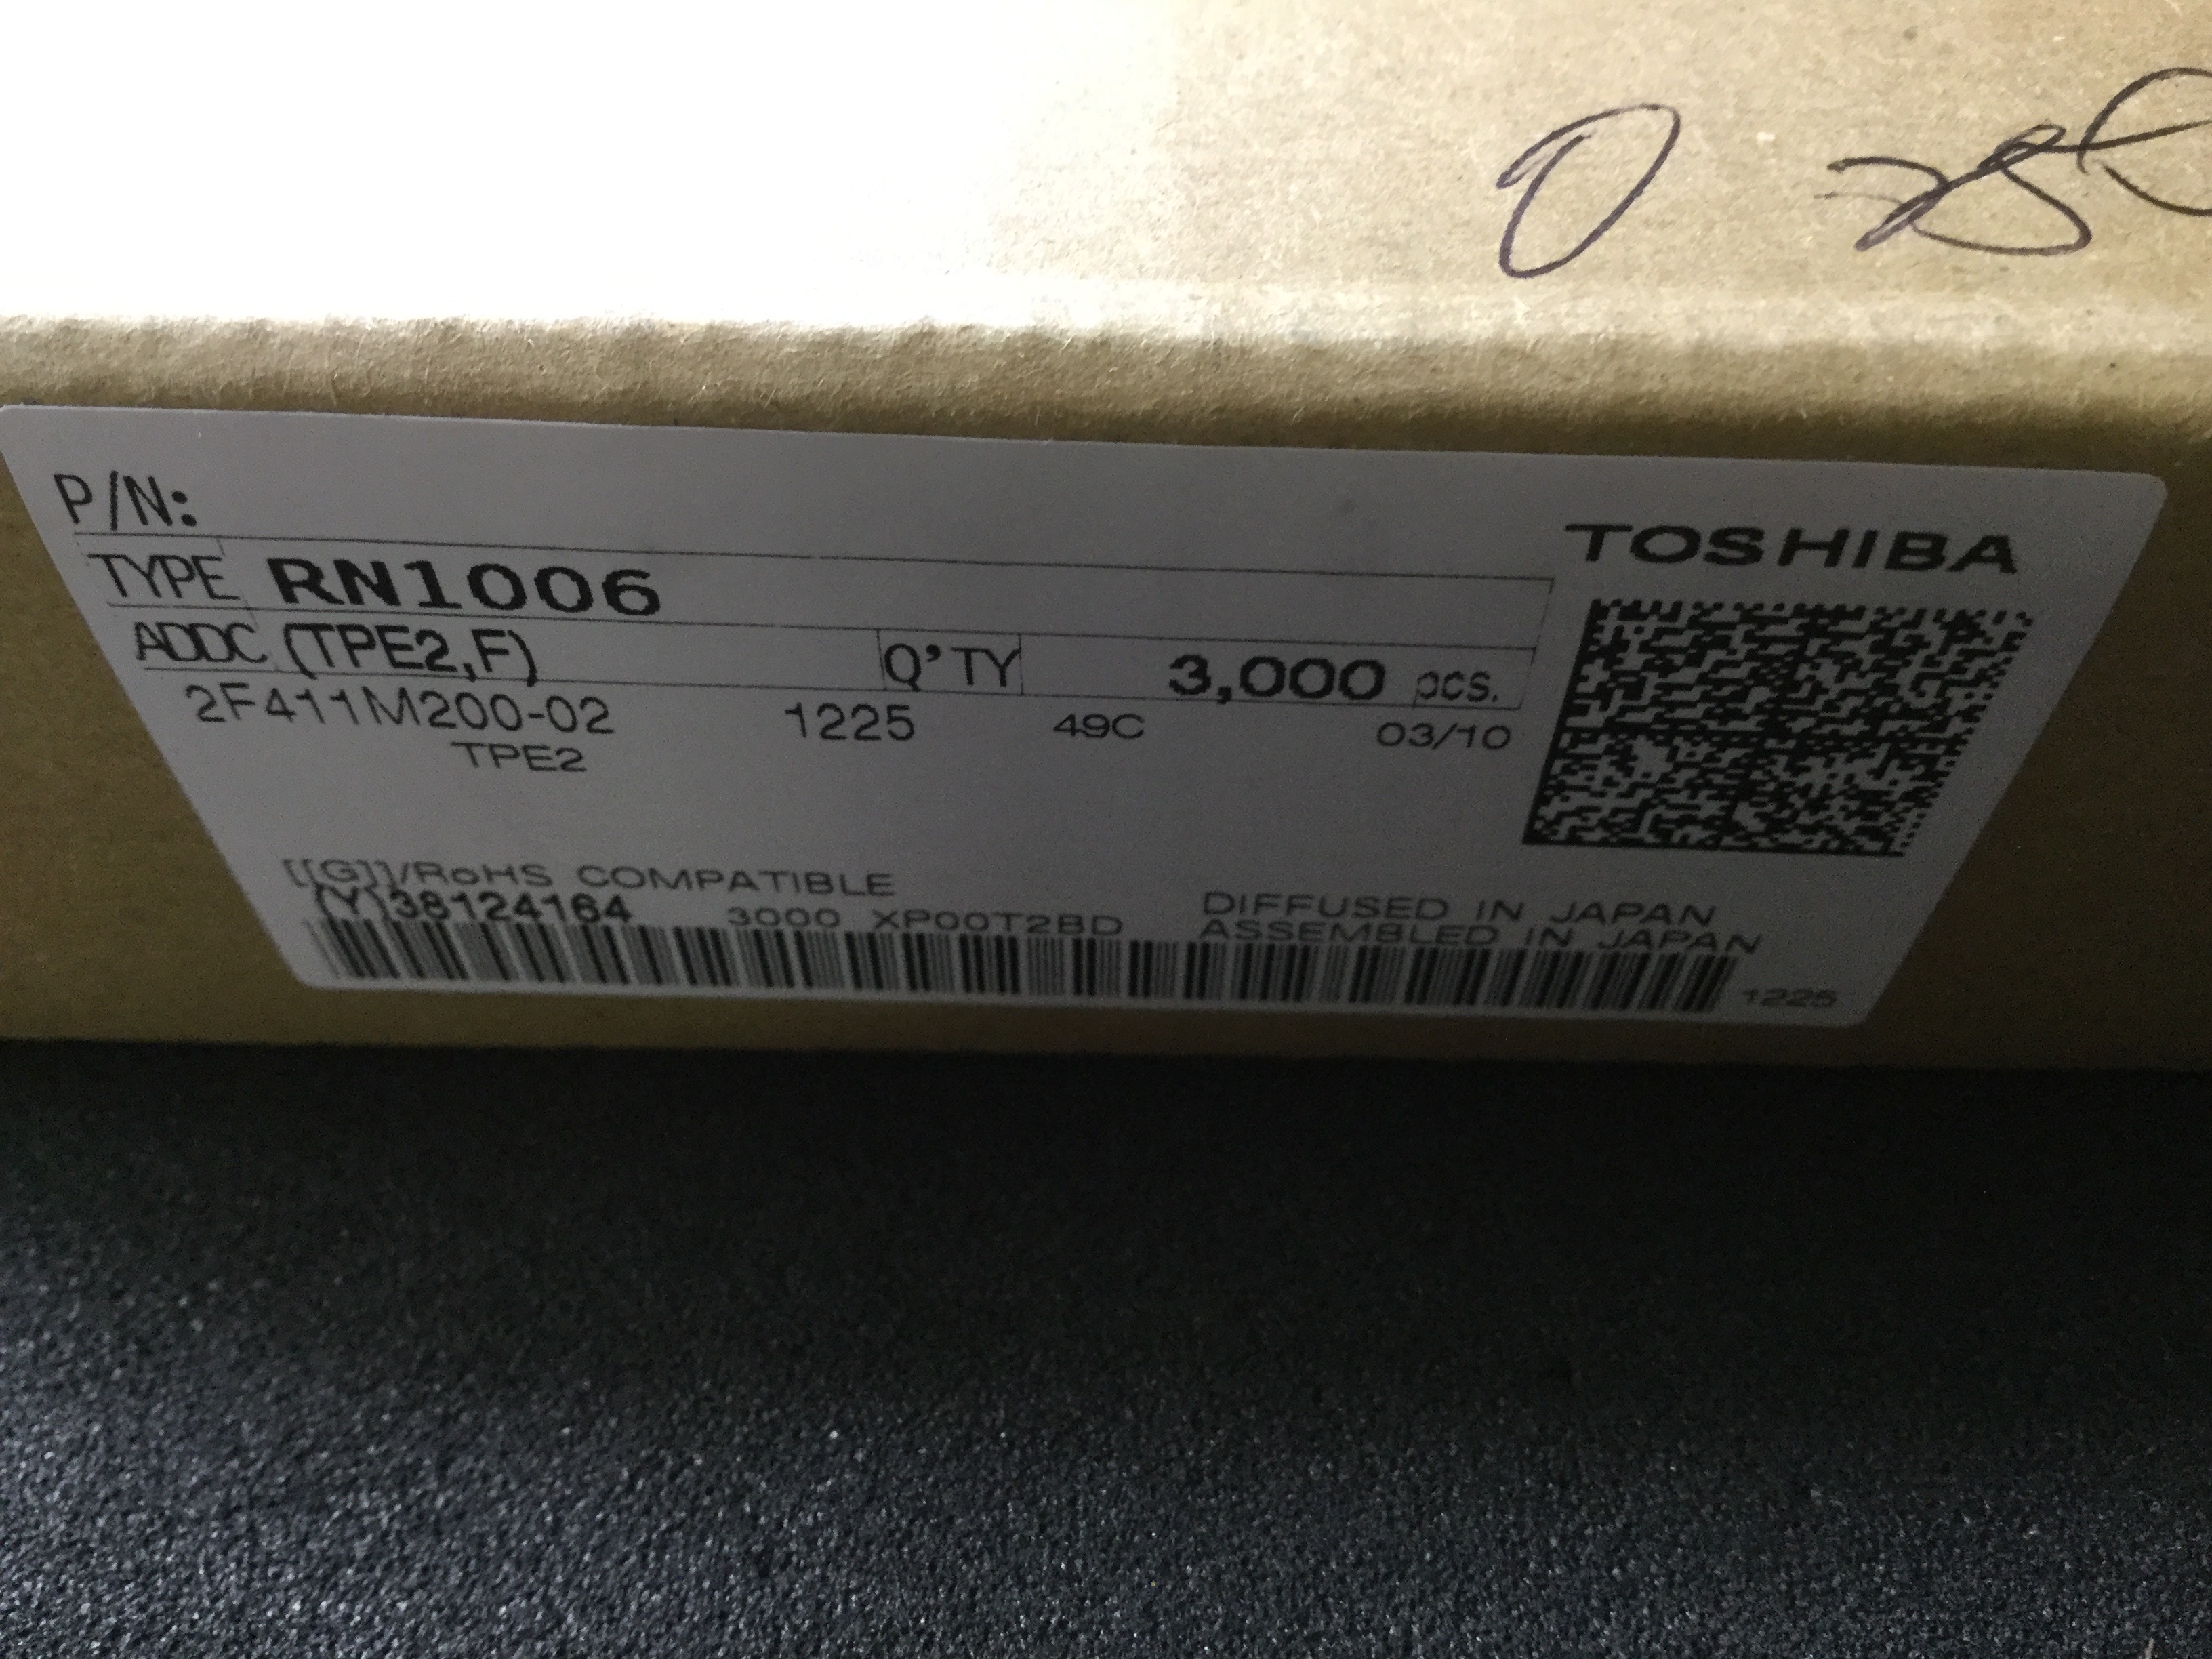 P/N:
TOSHIBA
TYPE RN1006
ADDC (TPE2,F) Q'TY 3,000 pcs.
2F411M200-02 1225 49C 03/10
TPE2
[[G]]/RoHS COMPATIBLE
(Y)38124164 3000 XP00T2BD
DIFFUSED IN JAPAN
ASSEMBLED IN JAPAN
1225